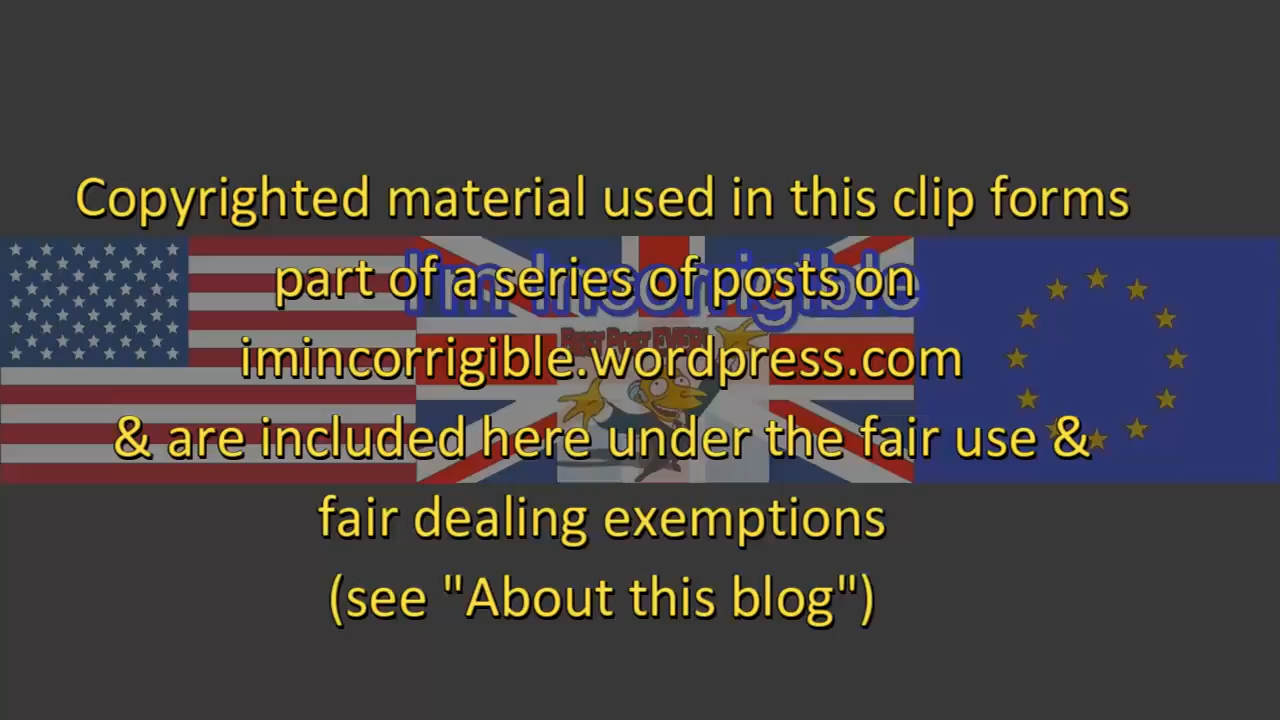 Copyrighted material used in this clip forms
part of a series of posts on
I'm Incorrigible
imincorrigible.wordpress.com
& are included here under the fair use &
fair dealing exemptions
(see "About this blog")